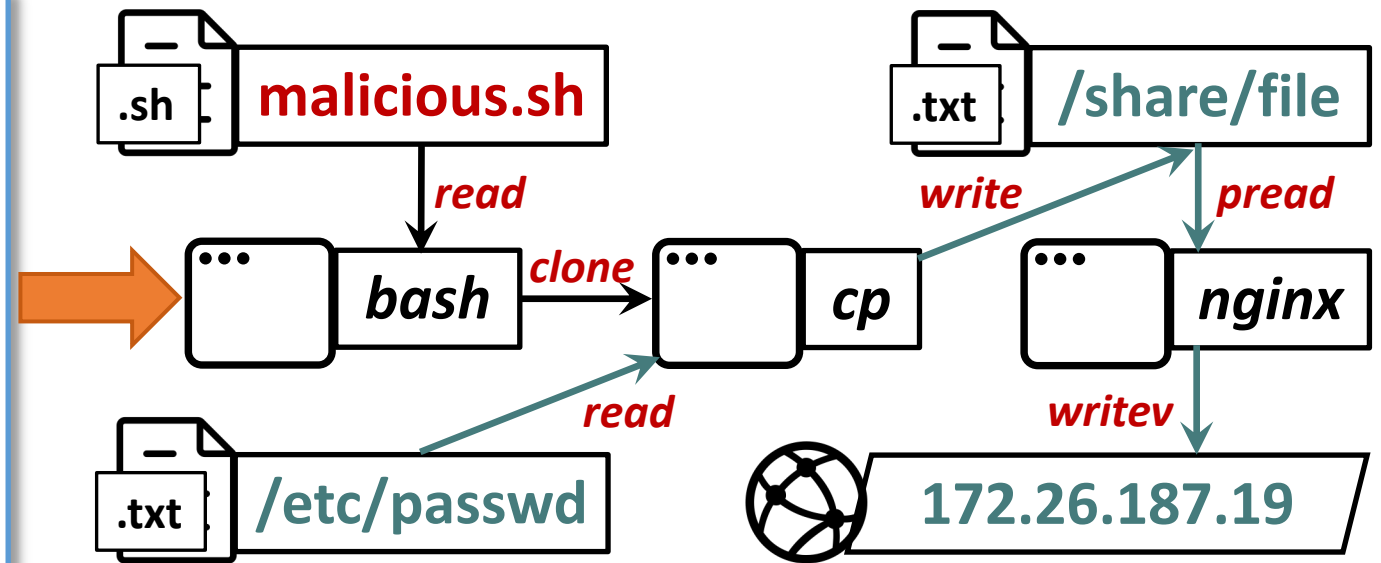 .sh
malicious.sh
.txt
/share/file
read
write
pread
bash
clone
cp
nginx
read
writev
.txt
/etc/passwd
172.26.187.19